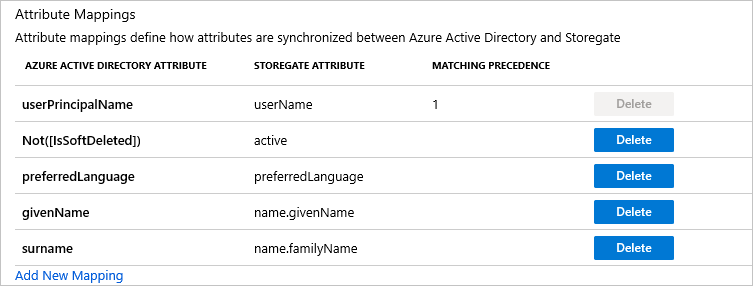 Attribute Mappings
Attribute mappings define how attributes are synchronized between Azure Active Directory and Storegate
AZURE ACTIVE DIRECTORY ATTRIBUTE STOREGATE ATTRIBUTE MATCHING PRECEDENCE
userPrincipalName userName 1 Delete
Not([IsSoftDeleted]) active Delete
preferredLanguage preferredLanguage Delete
givenName name.givenName Delete
surname name.familyName Delete
Add New Mapping